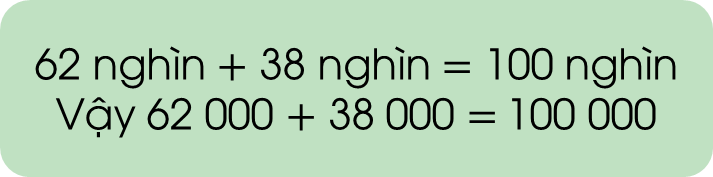 62 nghìn + 38 nghìn = 100 nghìn
Vậy 62 000 + 38 000 = 100 000